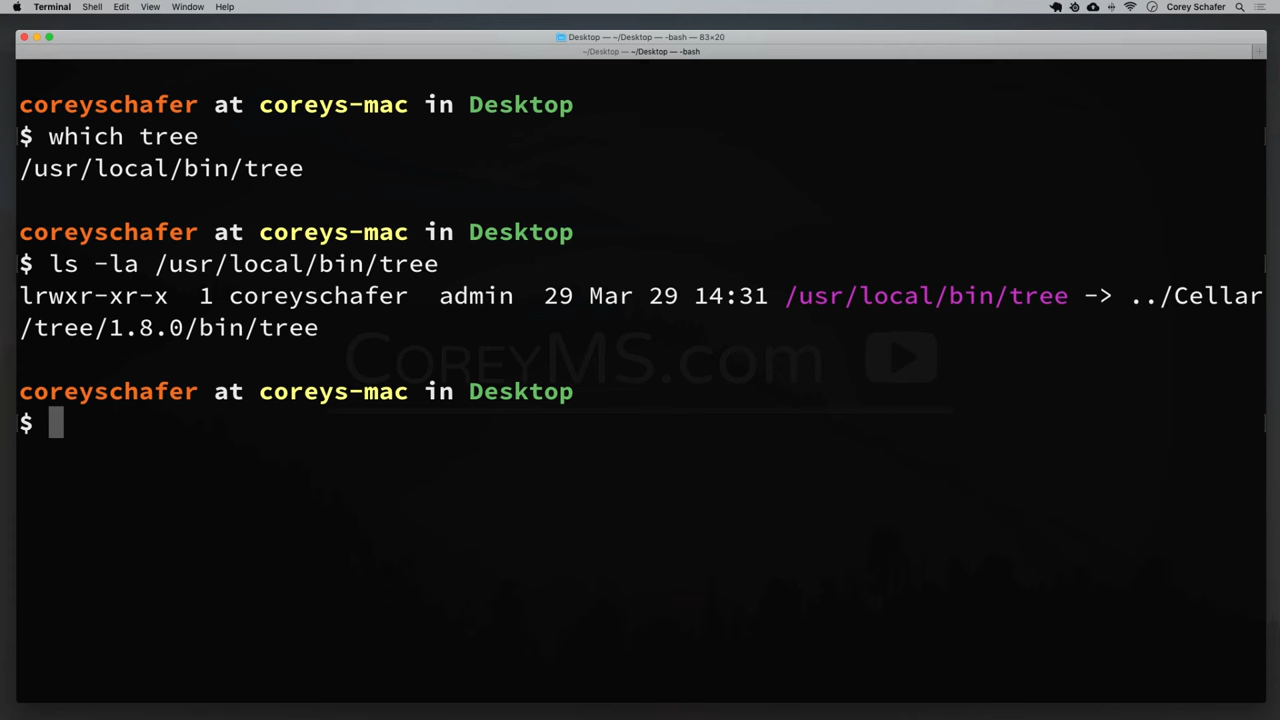 Terminal Shell Edit View Window Help Corey Schafer
Desktop — ~/Desktop — -bash — 83×20
~/Desktop — ~/Desktop — -bash
coreyschafer at coreys-mac in Desktop
$ which tree
/usr/local/bin/tree
coreyschafer at coreys-mac in Desktop
$ ls -la /usr/local/bin/tree
lrwxr-xr-x 1 coreyschafer admin 29 Mar 29 14:31 /usr/local/bin/tree -> ../Cellar
/tree/1.8.0/bin/tree
CoreyMS.com
coreyschafer at coreys-mac in Desktop
$